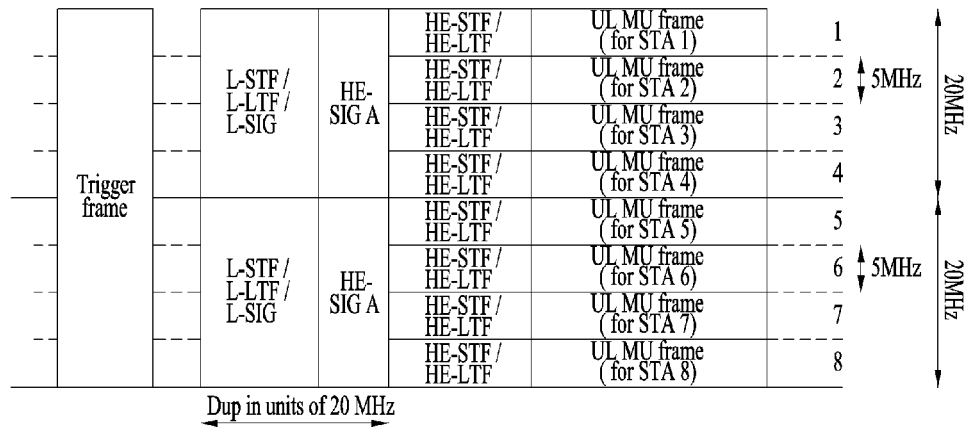 Trigger
frame
L-STF /
L-LTF /
L-SIG
HE-
SIG A
HE-STF /
HE-LTF
UL MU frame
( for STA 1)
1
HE-STF /
HE-LTF
UL MU frame
( for STA 2)
2
5MHz
HE-STF /
HE-LTF
UL MU frame
( for STA 3)
3
HE-STF /
HE-LTF
UL MU frame
( for STA 4)
4
20MHz
L-STF /
L-LTF /
L-SIG
HE-
SIG A
HE-STF /
HE-LTF
UL MU frame
( for STA 5)
5
HE-STF /
HE-LTF
UL MU frame
( for STA 6)
6
5MHz
HE-STF /
HE-LTF
UL MU frame
( for STA 7)
7
HE-STF /
HE-LTF
UL MU frame
( for STA 8)
8
20MHz
Dup in units of 20 MHz